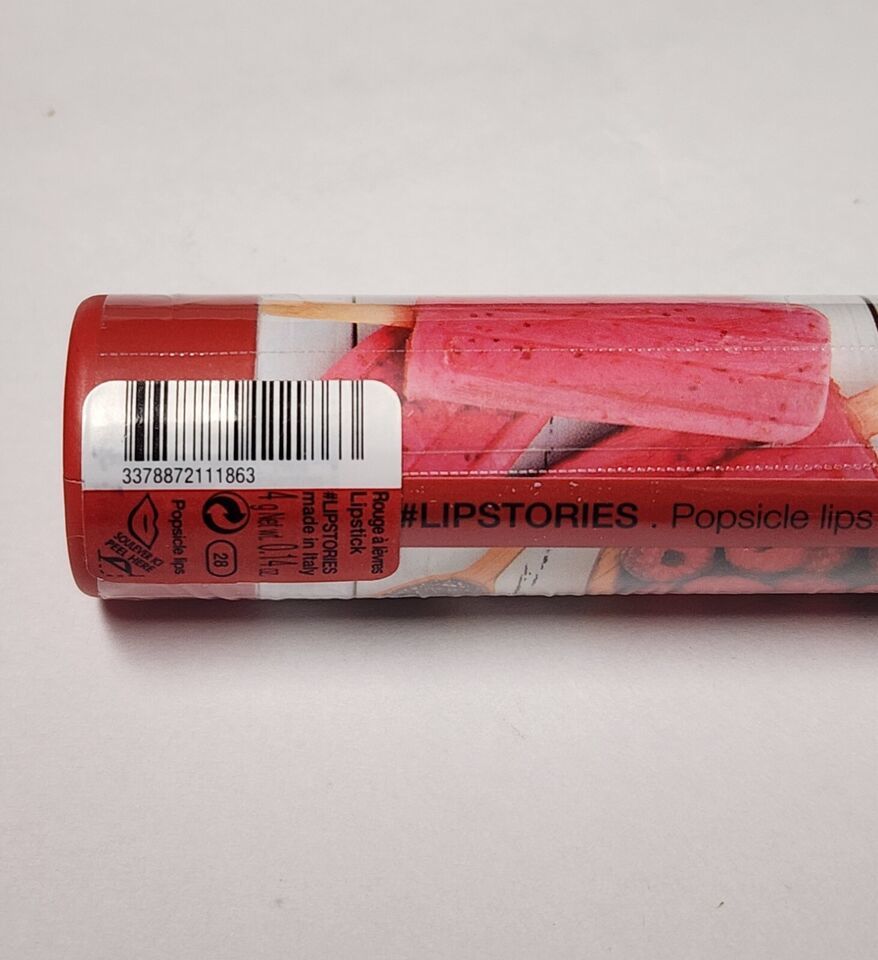 3378872111863
Rouge à lèvres
Lipstick
#LIPSTORIES
made in Italy
4 g Net wt. 0.14 oz
28
Popsicle lips
SOULEVEZ ICI
PEEL HERE
#LIPSTORIES . Popsicle lips